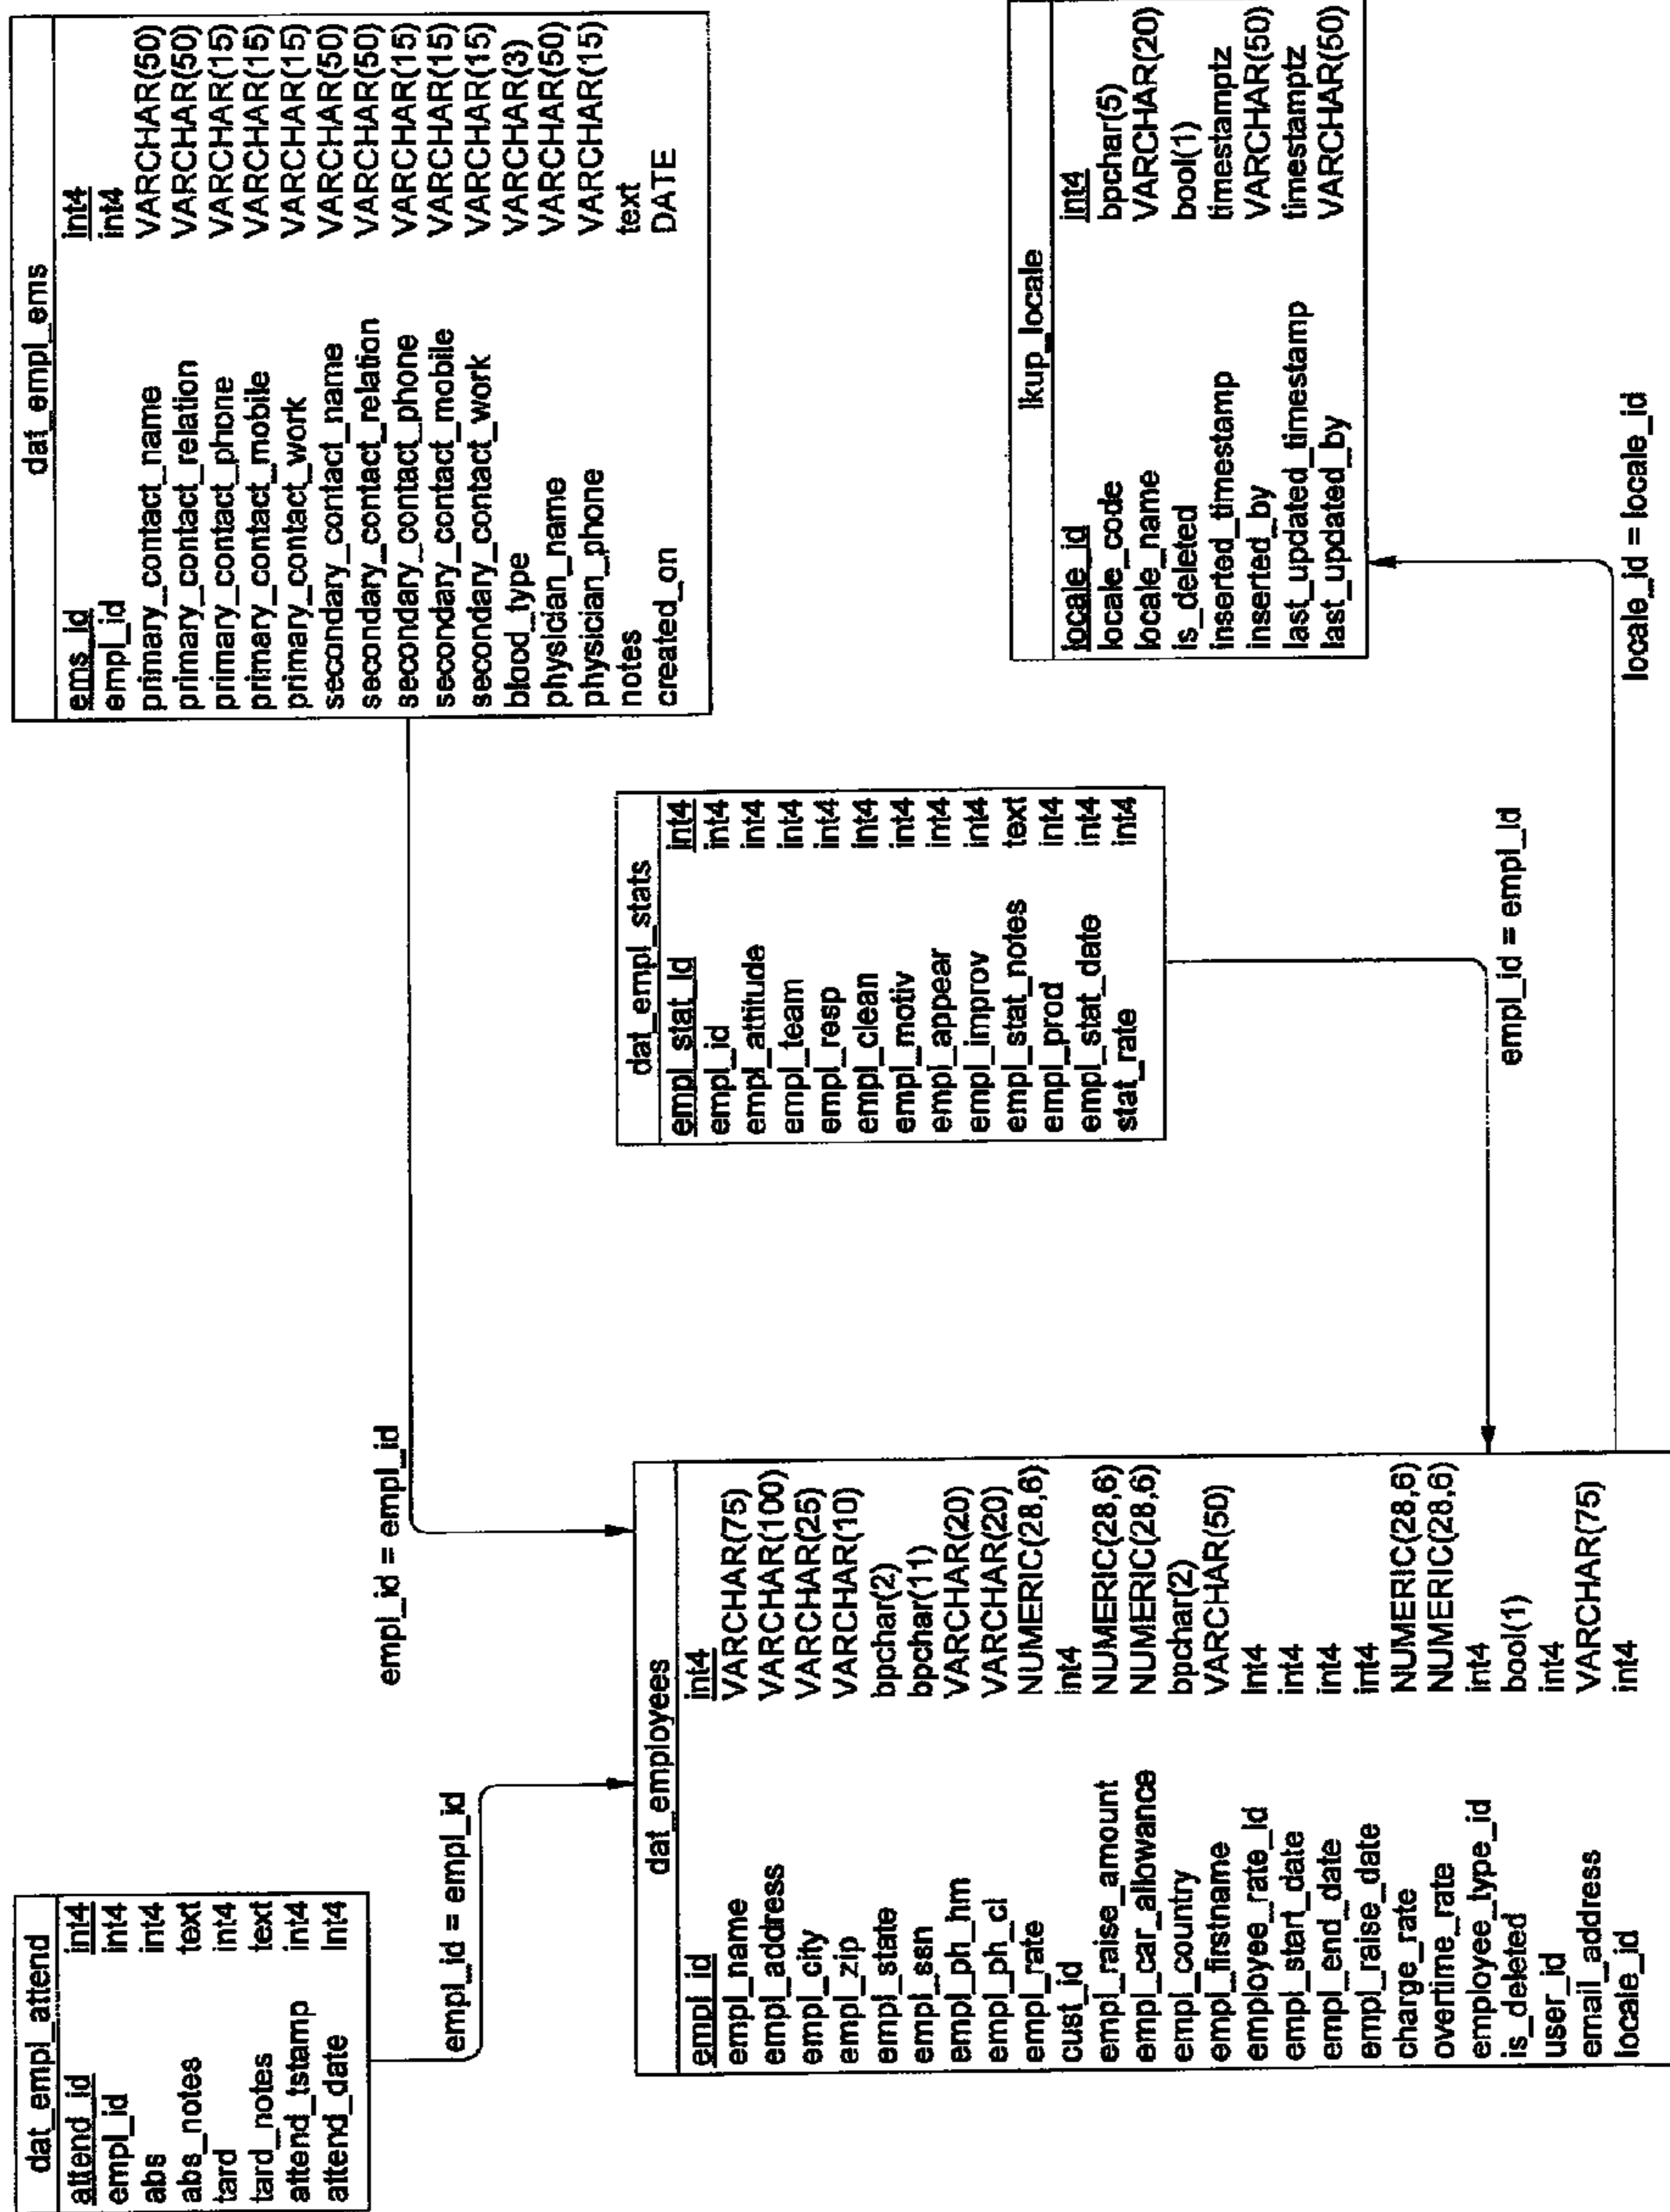 dat_empl_attend
attend_id int4
empl_id int4
abs int4
abs_notes text
tard int4
tard_notes text
attend_tstamp int4
attend_date int4
empl_id = empl_id
empl_id = empl_id
dat_empl_ems
ems_id int4
empl_id int4
primary_contact_name VARCHAR(50)
primary_contact_relation VARCHAR(50)
primary_contact_phone VARCHAR(15)
primary_contact_mobile VARCHAR(15)
primary_contact_work VARCHAR(15)
secondary_contact_name VARCHAR(50)
secondary_contact_relation VARCHAR(50)
secondary_contact_phone VARCHAR(15)
secondary_contact_mobile VARCHAR(15)
secondary_contact_work VARCHAR(15)
blood_type VARCHAR(3)
physician_name VARCHAR(50)
physician_phone VARCHAR(15)
notes text
created_on DATE
dat_employees
empl_id int4
empl_name VARCHAR(75)
empl_address VARCHAR(100)
empl_city VARCHAR(25)
empl_zip VARCHAR(10)
empl_state bpchar(2)
empl_ssn bpchar(11)
empl_ph_hm VARCHAR(20)
empl_ph_cl VARCHAR(20)
empl_rate NUMERIC(28,6)
cust_id int4
empl_raise_amount NUMERIC(28,6)
empl_car_allowance NUMERIC(28,6)
empl_country bpchar(2)
empl_firstname VARCHAR(50)
employee_rate_id int4
empl_start_date int4
empl_end_date int4
empl_raise_date int4
charge_rate NUMERIC(28,6)
overtime_rate NUMERIC(28,6)
employee_type_id int4
is_deleted bool(1)
user_id int4
email_address VARCHAR(75)
locale_id int4
dat_empl_stats
empl_stat_id int4
empl_id int4
empl_attitude int4
empl_team int4
empl_resp int4
empl_clean int4
empl_motiv int4
empl_appear int4
empl_improv int4
empl_stat_notes text
empl_prod int4
empl_stat_date int4
stat_rate int4
empl_id = empl_id
lkup_locale
locale_id int4
locale_code bpchar(5)
locale_name VARCHAR(20)
is_deleted bool(1)
inserted_timestamp timestamptz
inserted_by VARCHAR(50)
last_updated_timestamp timestamptz
last_updated_by VARCHAR(50)
locale_id = locale_id